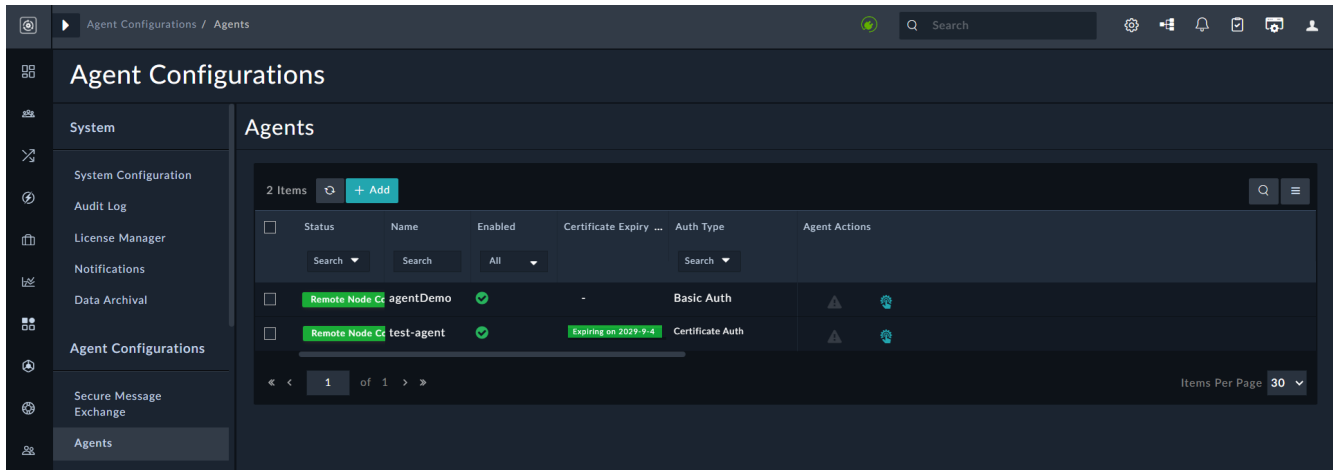 Agent Configurations / Agents
Search
Agent Configurations
System
System Configuration
Audit Log
License Manager
Notifications
Data Archival
Agent Configurations
Secure Message
Exchange
Agents
Agents
2 Items
+ Add
Status Name Enabled Certificate Expiry ... Auth Type Agent Actions
Search Search All Search
Remote Node agentDemo - Basic Auth
Remote Node test-agent Expiring on 2029-9-4 Certificate Auth
« < 1 of 1 > »
Items Per Page 30